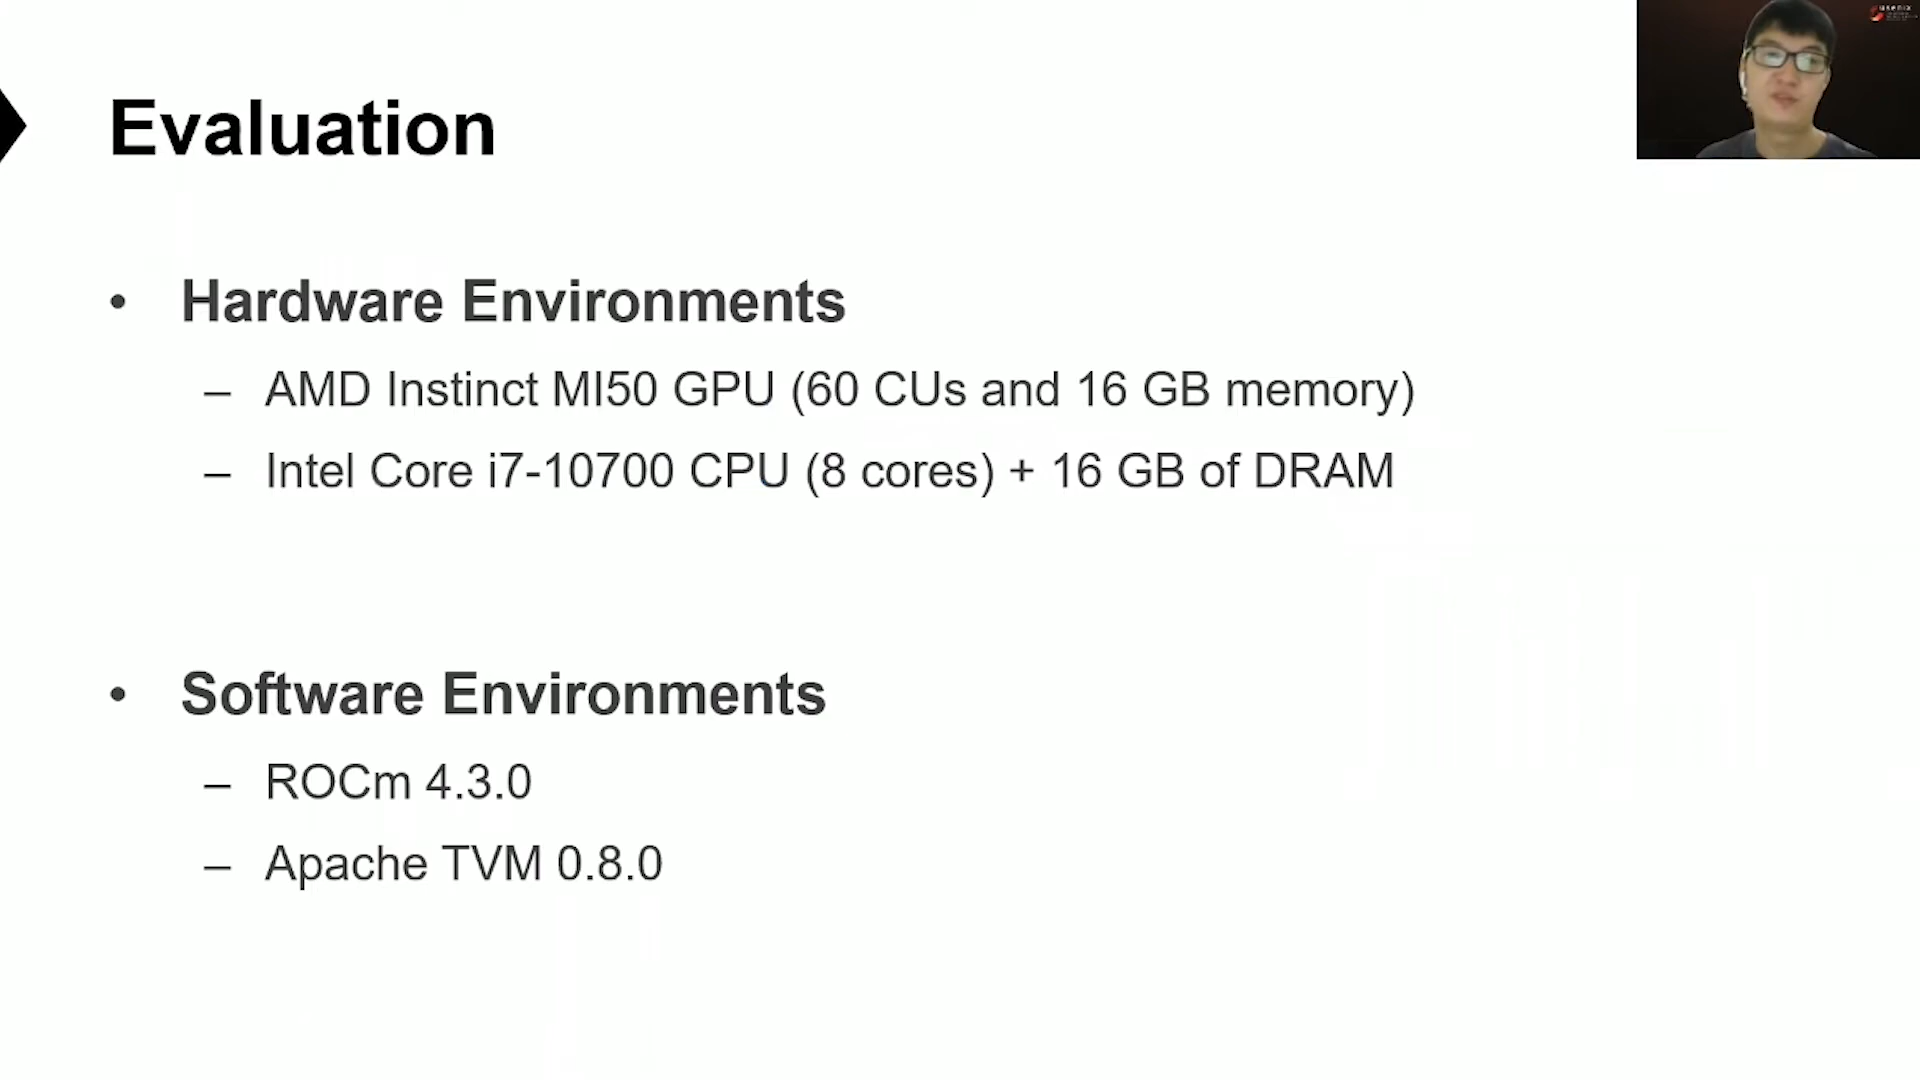 usenix
Evaluation
• Hardware Environments
– AMD Instinct MI50 GPU (60 CUs and 16 GB memory)
– Intel Core i7-10700 CPU (8 cores) + 16 GB of DRAM
• Software Environments
– ROCm 4.3.0
– Apache TVM 0.8.0